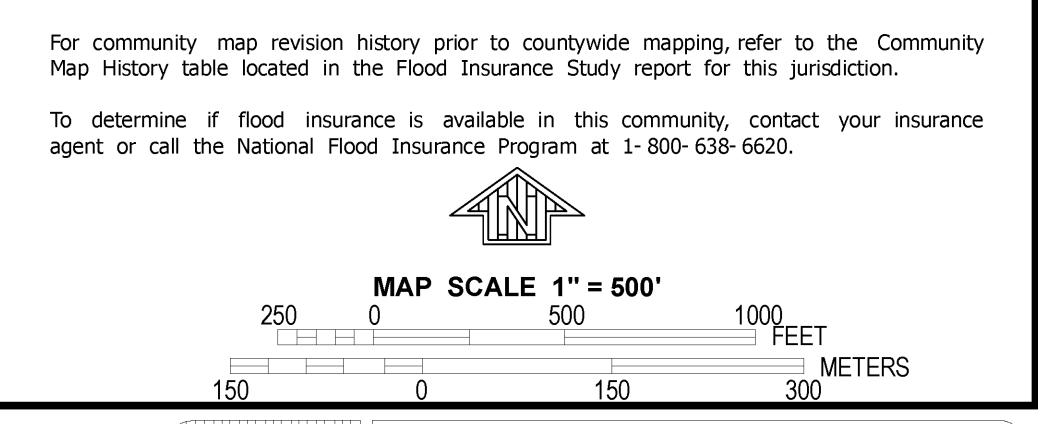 For community map revision history prior to countywide mapping, refer to the Community
Map History table located in the Flood Insurance Study report for this jurisdiction.
To determine if flood insurance is available in this community, contact your insurance
agent or call the National Flood Insurance Program at 1- 800- 638- 6620.
N
MAP SCALE 1" = 500'
250 0 500 1000
FEET
METERS
150 0 150 300